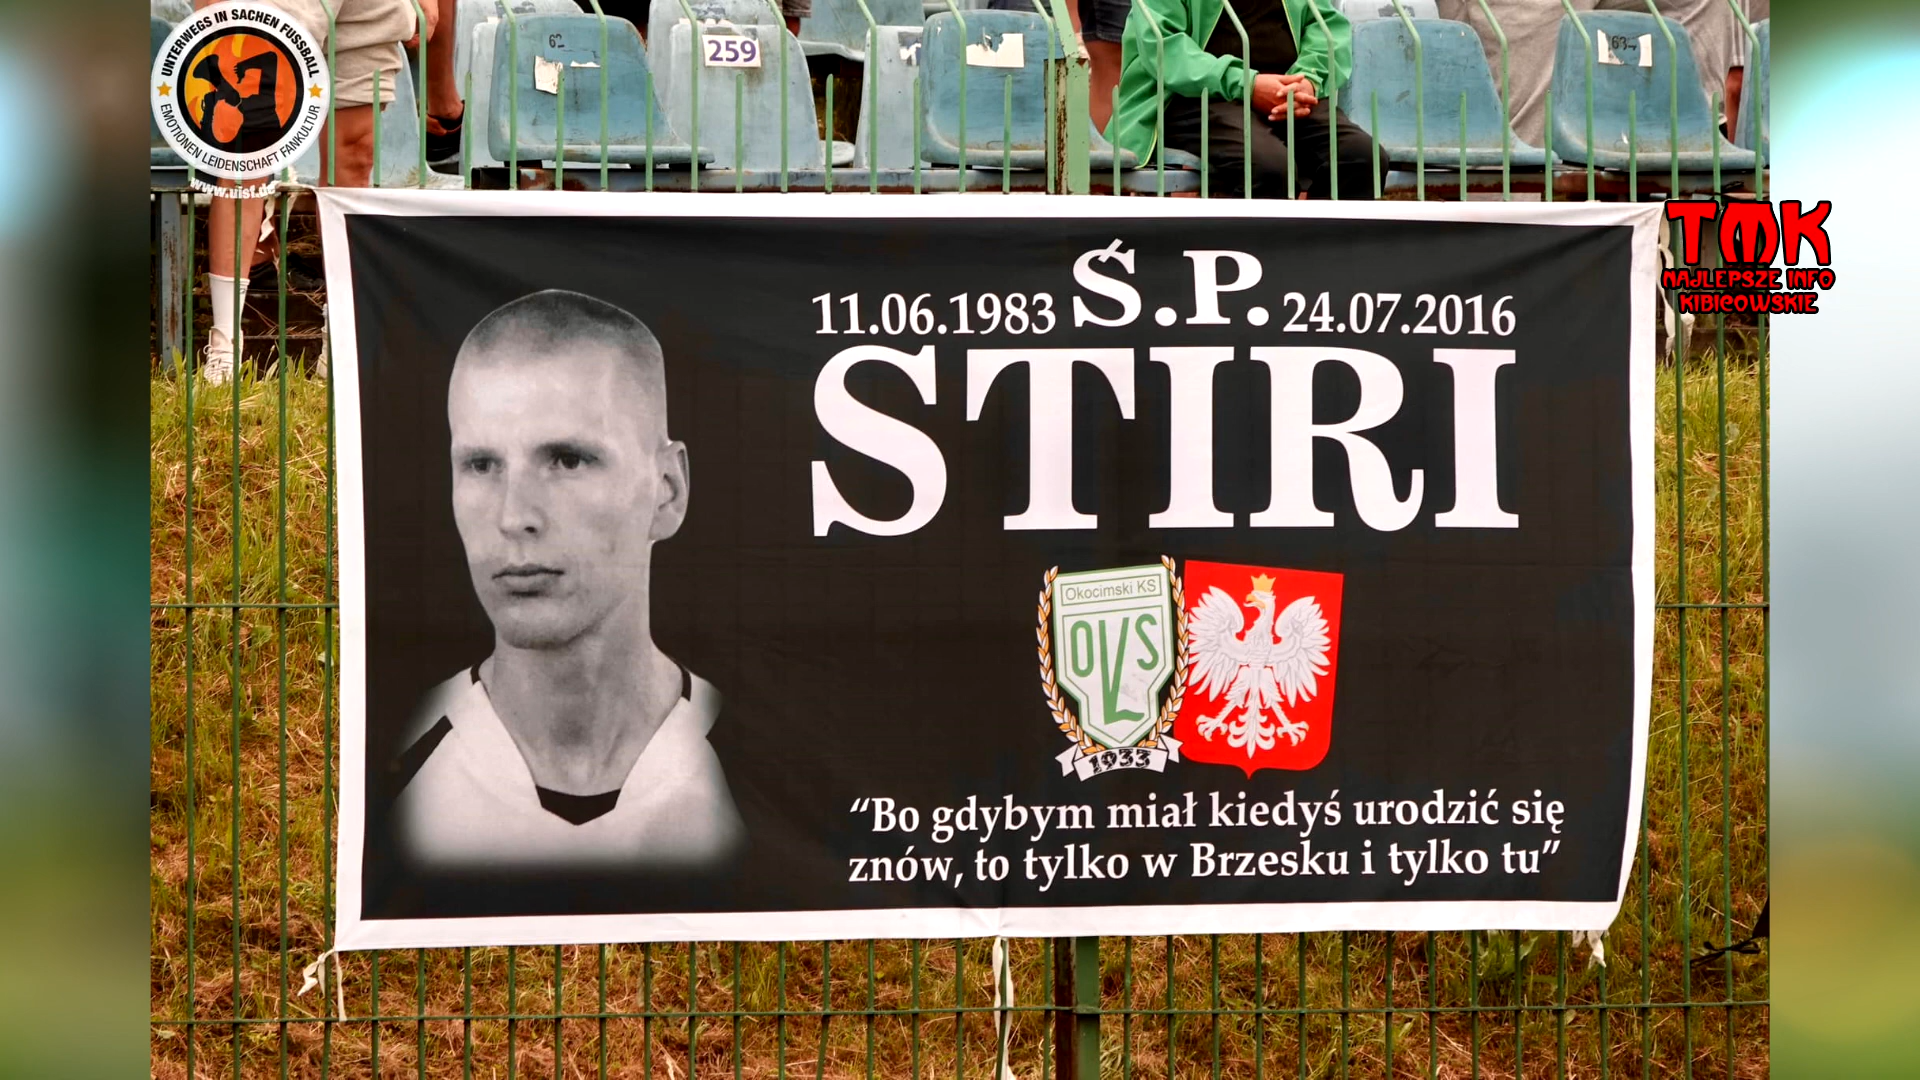 UNTERWEGS IN SACHEN FUSSBALL
EMOTIONEN LEIDENSCHAFT FANKULTUR
www.uisf.de
259
TMK
NAJLEPSZE INFO
KIBICOWSKIE
11.06.1983 Ś.P. 24.07.2016
STIRI
Okocimski KS
OKS
1933
“Bo gdybym miał kiedyś urodzić się
znów, to tylko w Brzesku i tylko tu”